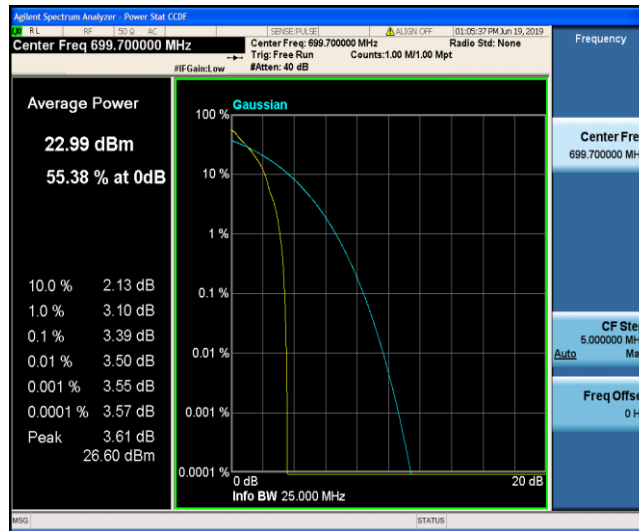 Agilent Spectrum Analyzer - Power Stat CCDF
RL RF 50 Ω AC SENSE:PULSE ALIGN OFF 01:05:37 PM Jun 19, 2019
Center Freq 699.700000 MHz Center Freq: 699.700000 MHz Radio Std: None
Trig: Free Run Counts:1.00 M/1.00 Mpt
#IFGain:Low #Atten: 40 dB
Frequency
Average Power
22.99 dBm
55.38 % at 0dB
10.0 % 2.13 dB
1.0 % 3.10 dB
0.1 % 3.39 dB
0.01 % 3.50 dB
0.001 % 3.55 dB
0.0001 % 3.57 dB
Peak 3.61 dB
26.60 dBm
Gaussian
100 %
10 %
1 %
0.1 %
0.01 %
0.001 %
0.0001 %
0 dB 20 dB
Info BW 25.000 MHz
Center Fre
699.700000 MH
CF Ste
5.000000 MH
Auto Ma
Freq Offse
0 H
MSG STATUS